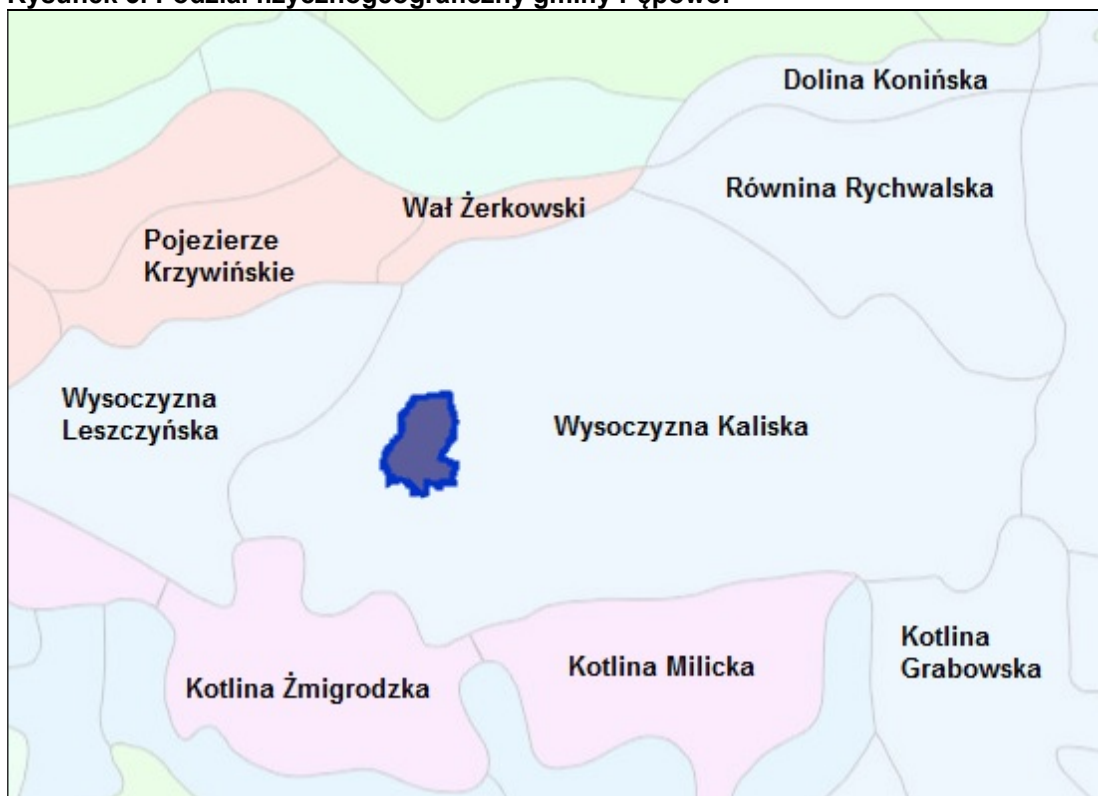 Dolina Konińska
Równina Rychwalska
Wał Żerkowski
Pojezierze
Krzywińskie
Wysoczyzna
Leszczyńska
Wysoczyzna Kaliska
Kotlina
Grabowska
Kotlina Milicka
Kotlina Żmigrodzka